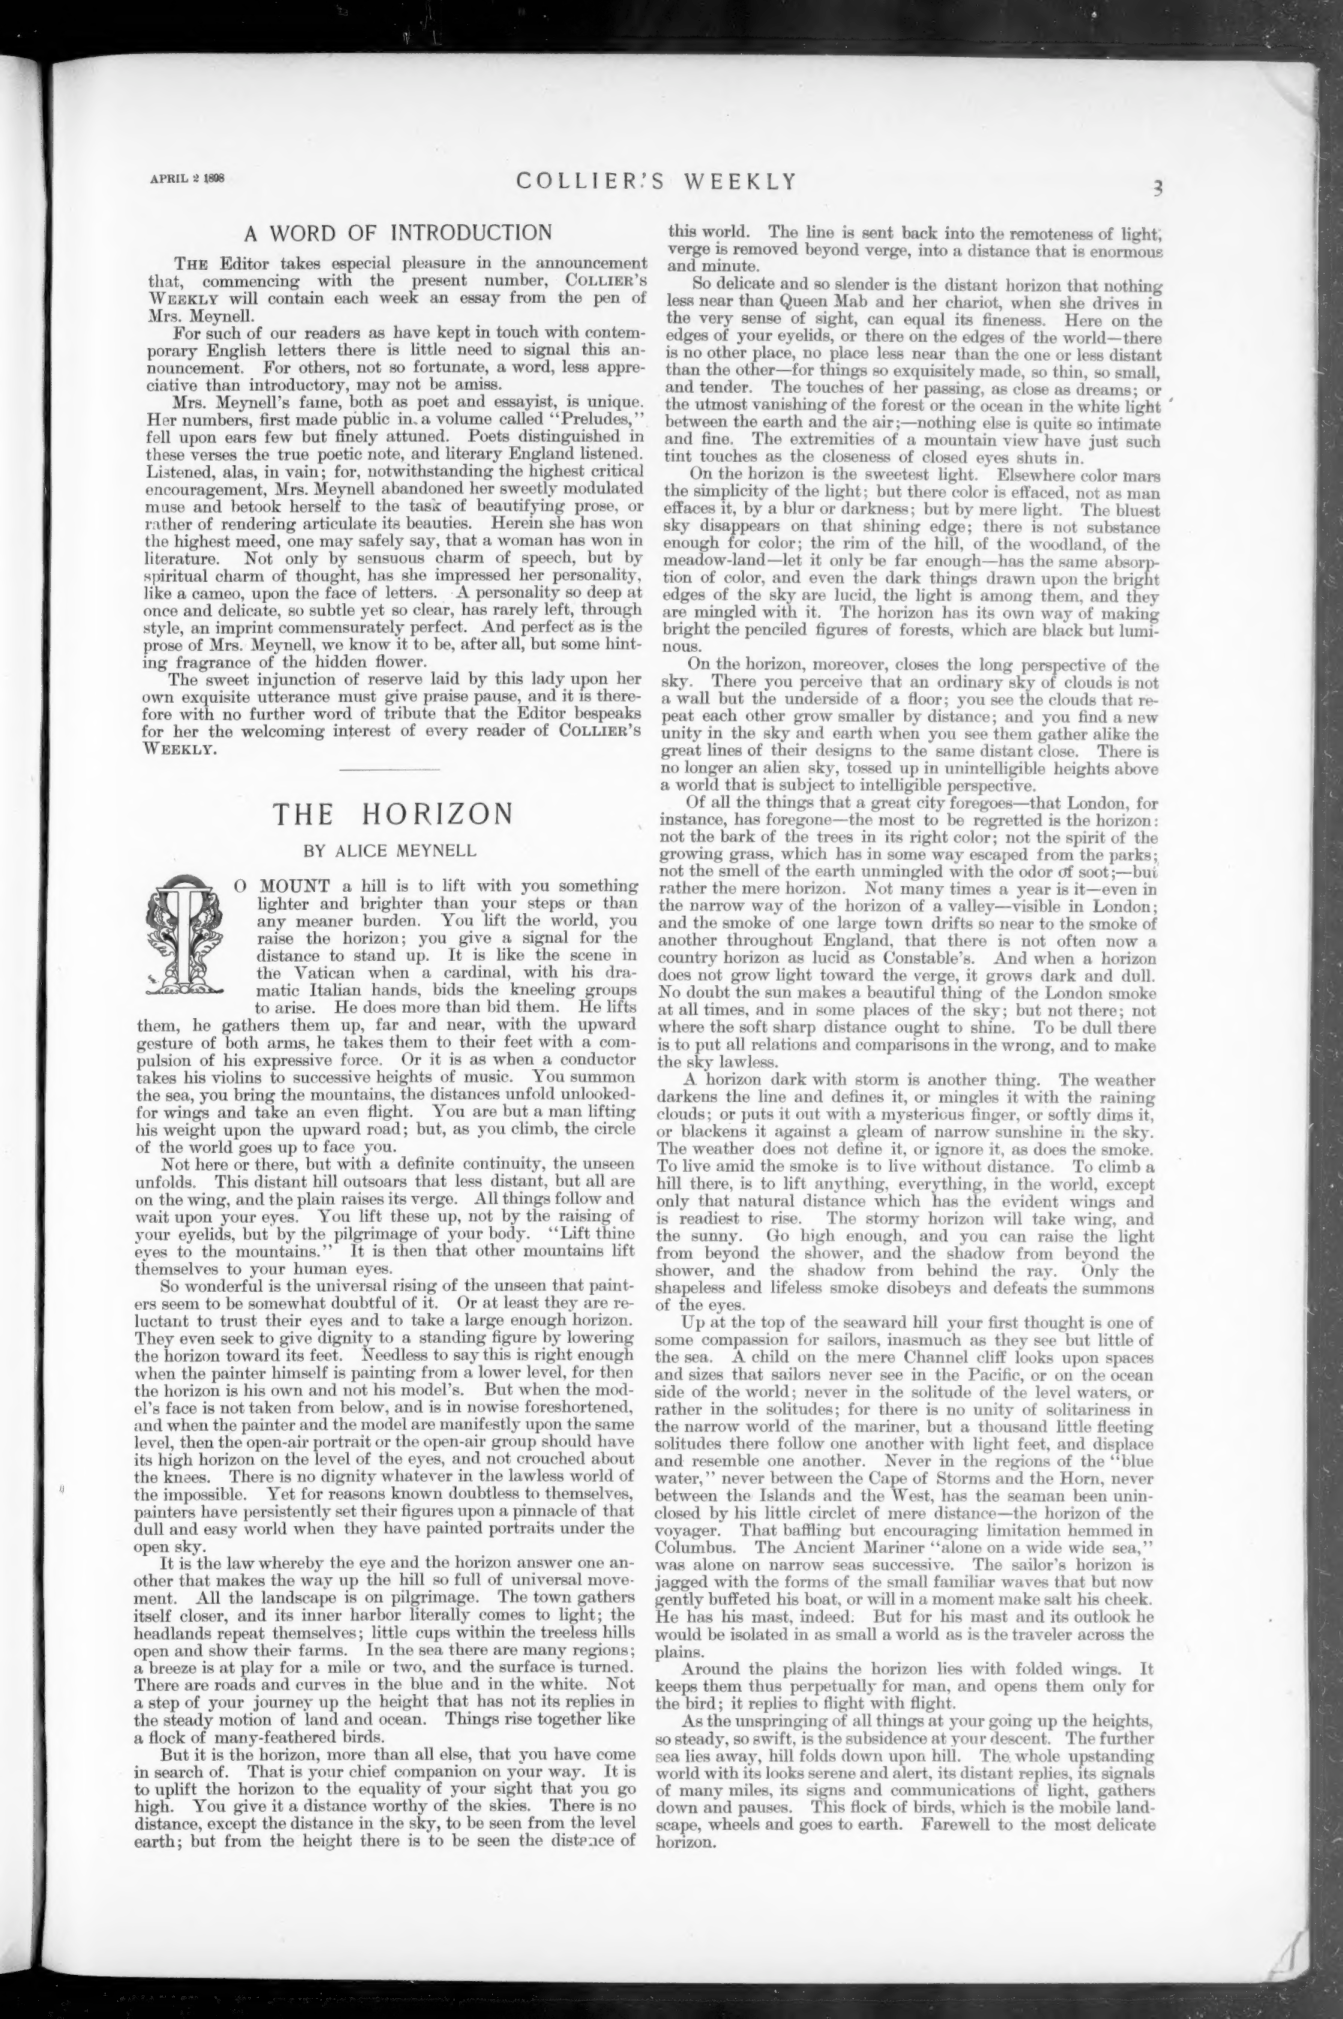 APRIL 2 1898
COLLIER'S WEEKLY
3
A WORD OF INTRODUCTION
THE Editor takes especial pleasure in the announcement
that, commencing with the present number, COLLIER'S
WEEKLY will contain each week an essay from the pen of
Mrs. Meynell.
For such of our readers as have kept in touch with contem-
porary English letters there is little need to signal this an-
nouncement. For others, not so fortunate, a word, less appre-
ciative than introductory, may not be amiss.
Mrs. Meynell's fame, both as poet and essayist, is unique.
Her numbers, first made public in a volume called "Preludes,"
fell upon ears few but finely attuned. Poets distinguished in
these verses the true poetic note, and literary England listened.
Listened, alas, in vain; for, notwithstanding the highest critical
encouragement, Mrs. Meynell abandoned her sweetly modulated
muse and betook herself to the task of beautifying prose, or
rather of rendering articulate its beauties. Herein she has won
the highest meed, one may safely say, that a woman has won in
literature. Not only by sensuous charm of speech, but by
spiritual charm of thought, has she impressed her personality,
like a cameo, upon the face of letters. A personality so deep at
once and delicate, so subtle yet so clear, has rarely left, through
style, an imprint commensurately perfect. And perfect as is the
prose of Mrs. Meynell, we know it to be, after all, but some hint-
ing fragrance of the hidden flower.
The sweet injunction of reserve laid by this lady upon her
own exquisite utterance must give praise pause, and it is there-
fore with no further word of tribute that the Editor bespeaks
for her the welcoming interest of every reader of COLLIER'S
WEEKLY.
THE HORIZON
BY ALICE MEYNELL
TO MOUNT a hill is to lift with you something
lighter and brighter than your steps or than
any meaner burden. You lift the world, you
raise the horizon; you give a signal for the
distance to stand up. It is like the scene in
the Vatican when a cardinal, with his dra-
matic Italian hands, bids the kneeling groups
to arise. He does more than bid them. He lifts
them, he gathers them up, far and near, with the upward
gesture of both arms, he takes them to their feet with a com-
pulsion of his expressive force. Or it is as when a conductor
takes his violins to successive heights of music. You summon
the sea, you bring the mountains, the distances unfold unlooked-
for wings and take an even flight. You are but a man lifting
his weight upon the upward road; but, as you climb, the circle
of the world goes up to face you.
Not here or there, but with a definite continuity, the unseen
unfolds. This distant hill outsoars that less distant, but all are
on the wing, and the plain raises its verge. All things follow and
wait upon your eyes. You lift these up, not by the raising of
your eyelids, but by the pilgrimage of your body. "Lift thine
eyes to the mountains." It is then that other mountains lift
themselves to your human eyes.
So wonderful is the universal rising of the unseen that paint-
ers seem to be somewhat doubtful of it. Or at least they are re-
luctant to trust their eyes and to take a large enough horizon.
They even seek to give dignity to a standing figure by lowering
the horizon toward its feet. Needless to say this is right enough
when the painter himself is painting from a lower level, for then
the horizon is his own and not his model's. But when the mod-
el's face is not taken from below, and is in nowise foreshortened,
and when the painter and the model are manifestly upon the same
level, then the open-air portrait or the open-air group should have
its high horizon on the level of the eyes, and not crouched about
the knees. There is no dignity whatever in the lawless world of
the impossible. Yet for reasons known doubtless to themselves,
painters have persistently set their figures upon a pinnacle of that
dull and easy world when they have painted portraits under the
open sky.
It is the law whereby the eye and the horizon answer one an-
other that makes the way up the hill so full of universal move-
ment. All the landscape is on pilgrimage. The town gathers
itself closer, and its inner harbor literally comes to light; the
headlands repeat themselves; little cups within the treeless hills
open and show their farms. In the sea there are many regions;
a breeze is at play for a mile or two, and the surface is turned.
There are roads and curves in the blue and in the white. Not
a step of your journey up the height that has not its replies in
the steady motion of land and ocean. Things rise together like
a flock of many-feathered birds.
But it is the horizon, more than all else, that you have come
in search of. That is your chief companion on your way. It is
to uplift the horizon to the equality of your sight that you go
high. You give it a distance worthy of the skies. There is no
distance, except the distance in the sky, to be seen from the level
earth; but from the height there is to be seen the distance of
this world. The line is sent back into the remoteness of light,
verge is removed beyond verge, into a distance that is enormous
and minute.
So delicate and so slender is the distant horizon that nothing
less near than Queen Mab and her chariot, when she drives in
the very sense of sight, can equal its fineness. Here on the
edges of your eyelids, or there on the edges of the world—there
is no other place, no place less near than the one or less distant
than the other—for things so exquisitely made, so thin, so small,
and tender. The touches of her passing, as close as dreams; or
the utmost vanishing of the forest or the ocean in the white light
between the earth and the air;—nothing else is quite so intimate
and fine. The extremities of a mountain view have just such
tint touches as the closeness of closed eyes shuts in.
On the horizon is the sweetest light. Elsewhere color mars
the simplicity of the light; but there color is effaced, not as man
effaces it, by a blur or darkness; but by mere light. The bluest
sky disappears on that shining edge; there is not substance
enough for color; the rim of the hill, of the woodland, of the
meadow-land—let it only be far enough—has the same absorp-
tion of color, and even the dark things drawn upon the bright
edges of the sky are lucid, the light is among them, and they
are mingled with it. The horizon has its own way of making
bright the penciled figures of forests, which are black but lumi-
nous.
On the horizon, moreover, closes the long perspective of the
sky. There you perceive that an ordinary sky of clouds is not
a wall but the underside of a floor; you see the clouds that re-
peat each other grow smaller by distance; and you find a new
unity in the sky and earth when you see them gather alike the
great lines of their designs to the same distant close. There is
no longer an alien sky, tossed up in unintelligible heights above
a world that is subject to intelligible perspective.
Of all the things that a great city foregoes—that London, for
instance, has foregone—the most to be regretted is the horizon:
not the bark of the trees in its right color; not the spirit of the
growing grass, which has in some way escaped from the parks;
not the smell of the earth unmingled with the odor of soot;—but
rather the mere horizon. Not many times a year is it—even in
the narrow way of the horizon of a valley—visible in London;
and the smoke of one large town drifts so near to the smoke of
another throughout England, that there is not often now a
country horizon as lucid as Constable's. And when a horizon
does not grow light toward the verge, it grows dark and dull.
No doubt the sun makes a beautiful thing of the London smoke
at all times, and in some places of the sky; but not there; not
where the soft sharp distance ought to shine. To be dull there
is to put all relations and comparisons in the wrong, and to make
the sky lawless.
A horizon dark with storm is another thing. The weather
darkens the line and defines it, or mingles it with the raining
clouds; or puts it out with a mysterious finger, or softly dims it,
or blackens it against a gleam of narrow sunshine in the sky.
The weather does not define it, or ignore it, as does the smoke.
To live amid the smoke is to live without distance. To climb a
hill there, is to lift anything, everything, in the world, except
only that natural distance which has the evident wings and
is readiest to rise. The stormy horizon will take wing, and
the sunny. Go high enough, and you can raise the light
from beyond the shower, and the shadow from beyond the
shower, and the shadow from behind the ray. Only the
shapeless and lifeless smoke disobeys and defeats the summons
of the eyes.
Up at the top of the seaward hill your first thought is one of
some compassion for sailors, inasmuch as they see but little of
the sea. A child on the mere Channel cliff looks upon spaces
and sizes that sailors never see in the Pacific, or on the ocean
side of the world; never in the solitude of the level waters, or
rather in the solitudes; for there is no unity of solitariness in
the narrow world of the mariner, but a thousand little fleeting
solitudes there follow one another with light feet, and displace
and resemble one another. Never in the regions of the "blue
water," never between the Cape of Storms and the Horn, never
between the Islands and the West, has the seaman been unin-
closed by his little circlet of mere distance—the horizon of the
voyager. That baffling but encouraging limitation hemmed in
Columbus. The Ancient Mariner "alone on a wide wide sea,"
was alone on narrow seas successive. The sailor's horizon is
jagged with the forms of the small familiar waves that but now
gently buffeted his boat, or will in a moment make salt his cheek.
He has his mast, indeed. But for his mast and its outlook he
would be isolated in as small a world as is the traveler across the
plains.
Around the plains the horizon lies with folded wings. It
keeps them thus perpetually for man, and opens them only for
the bird; it replies to flight with flight.
As the unspringing of all things at your going up the heights,
so steady, so swift, is the subsidence at your descent. The further
sea lies away, hill folds down upon hill. The whole upstanding
world with its looks serene and alert, its distant replies, its signals
of many miles, its signs and communications of light, gathers
down and pauses. This flock of birds, which is the mobile land-
scape, wheels and goes to earth. Farewell to the most delicate
horizon.